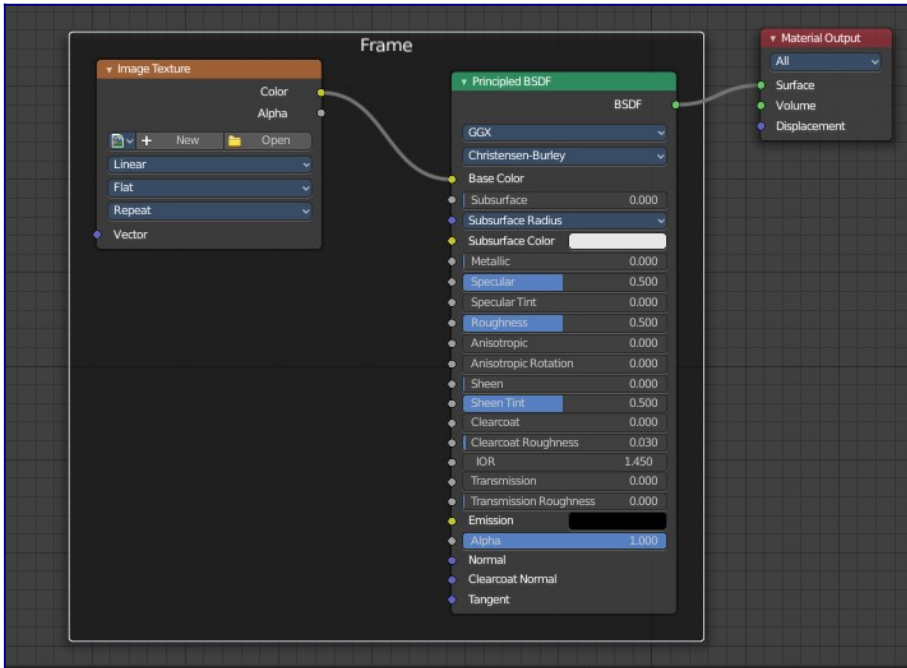 Frame
Image Texture
Color
Alpha
New
Open
Linear
Flat
Repeat
Vector
Principled BSDF
BSDF
GGX
Christensen-Burley
Base Color
Subsurface 0.000
Subsurface Radius
Subsurface Color
Metallic 0.000
Specular 0.500
Specular Tint 0.000
Roughness 0.500
Anisotropic 0.000
Anisotropic Rotation 0.000
Sheen 0.000
Sheen Tint 0.500
Clearcoat 0.000
Clearcoat Roughness 0.030
IOR 1.450
Transmission 0.000
Transmission Roughness 0.000
Emission
Alpha 1.000
Normal
Clearcoat Normal
Tangent
Material Output
All
Surface
Volume
Displacement